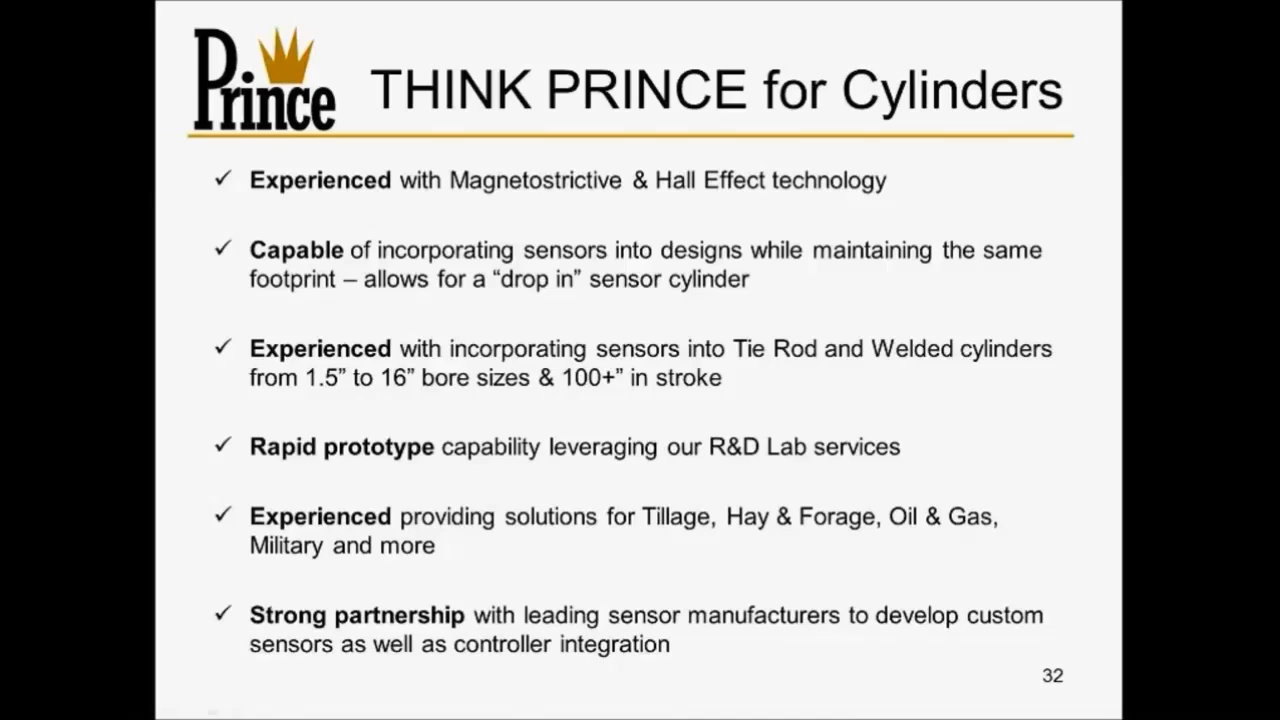 Prince
THINK PRINCE for Cylinders
✓ Experienced with Magnetostrictive & Hall Effect technology
✓ Capable of incorporating sensors into designs while maintaining the same
footprint – allows for a “drop in” sensor cylinder
✓ Experienced with incorporating sensors into Tie Rod and Welded cylinders
from 1.5” to 16” bore sizes & 100+” in stroke
✓ Rapid prototype capability leveraging our R&D Lab services
✓ Experienced providing solutions for Tillage, Hay & Forage, Oil & Gas,
Military and more
✓ Strong partnership with leading sensor manufacturers to develop custom
sensors as well as controller integration
32